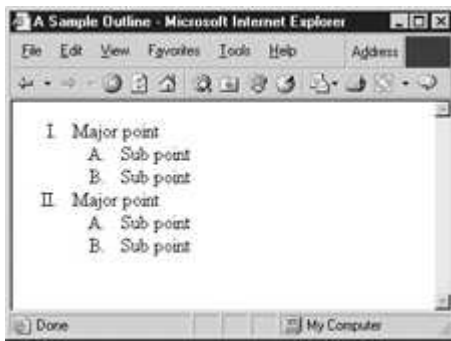 A Sample Outline - Microsoft Internet Explorer
File Edit View Favorites Tools Help Address
I. Major point
A. Sub point
B. Sub point
II. Major point
A. Sub point
B. Sub point
Done My Computer